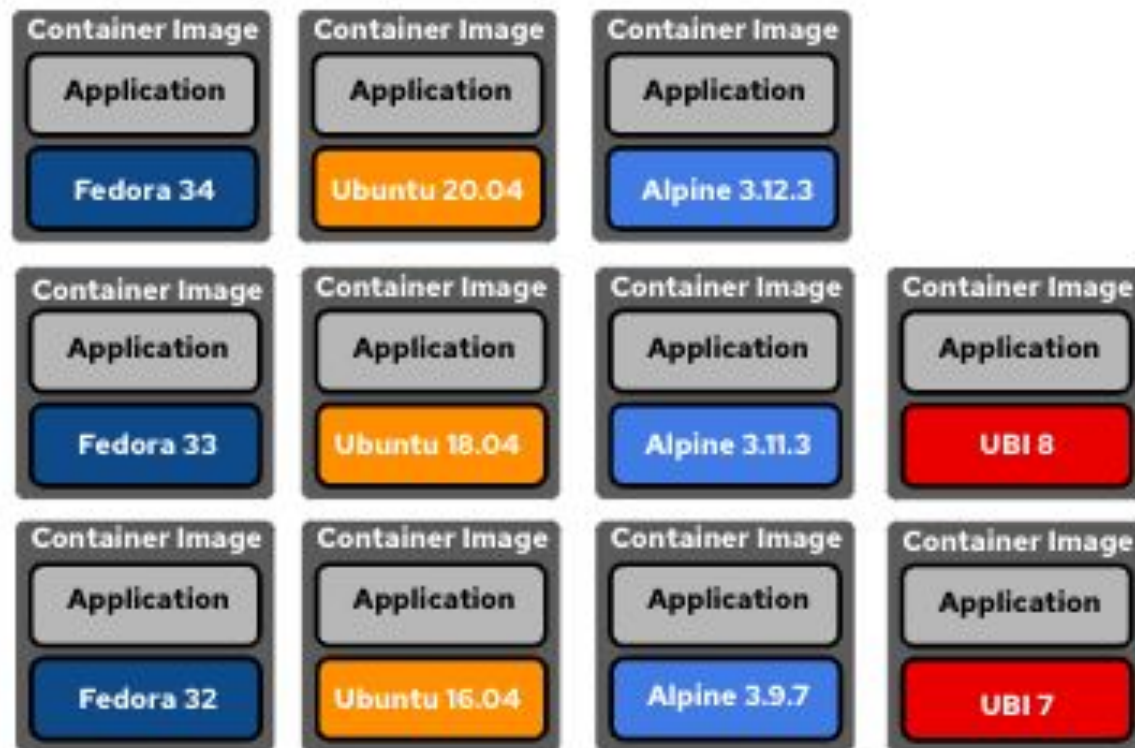 Container Image
Application
Fedora 34
Container Image
Application
Ubuntu 20.04
Container Image
Application
Alpine 3.12.3
Container Image
Application
Fedora 33
Container Image
Application
Ubuntu 18.04
Container Image
Application
Alpine 3.11.3
Container Image
Application
UBI 8
Container Image
Application
Fedora 32
Container Image
Application
Ubuntu 16.04
Container Image
Application
Alpine 3.9.7
Container Image
Application
UBI 7